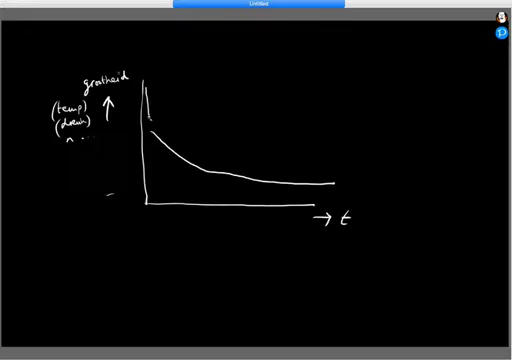 Untitled
grootheid
(temp)
(druk)
→ t